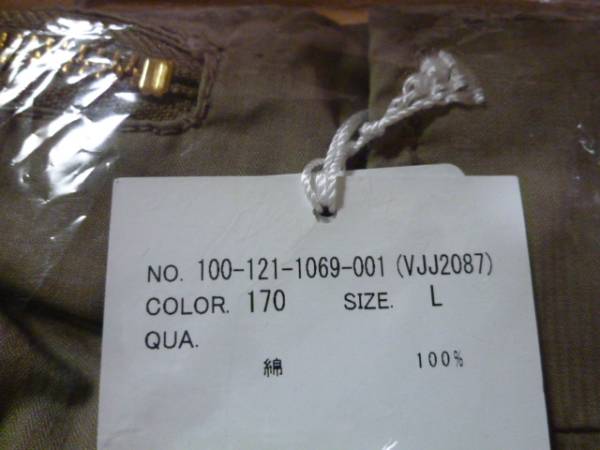 NO. 100-121-1069-001 (VJJ2087)
COLOR. 170 SIZE. L
QUA.
綿 100%